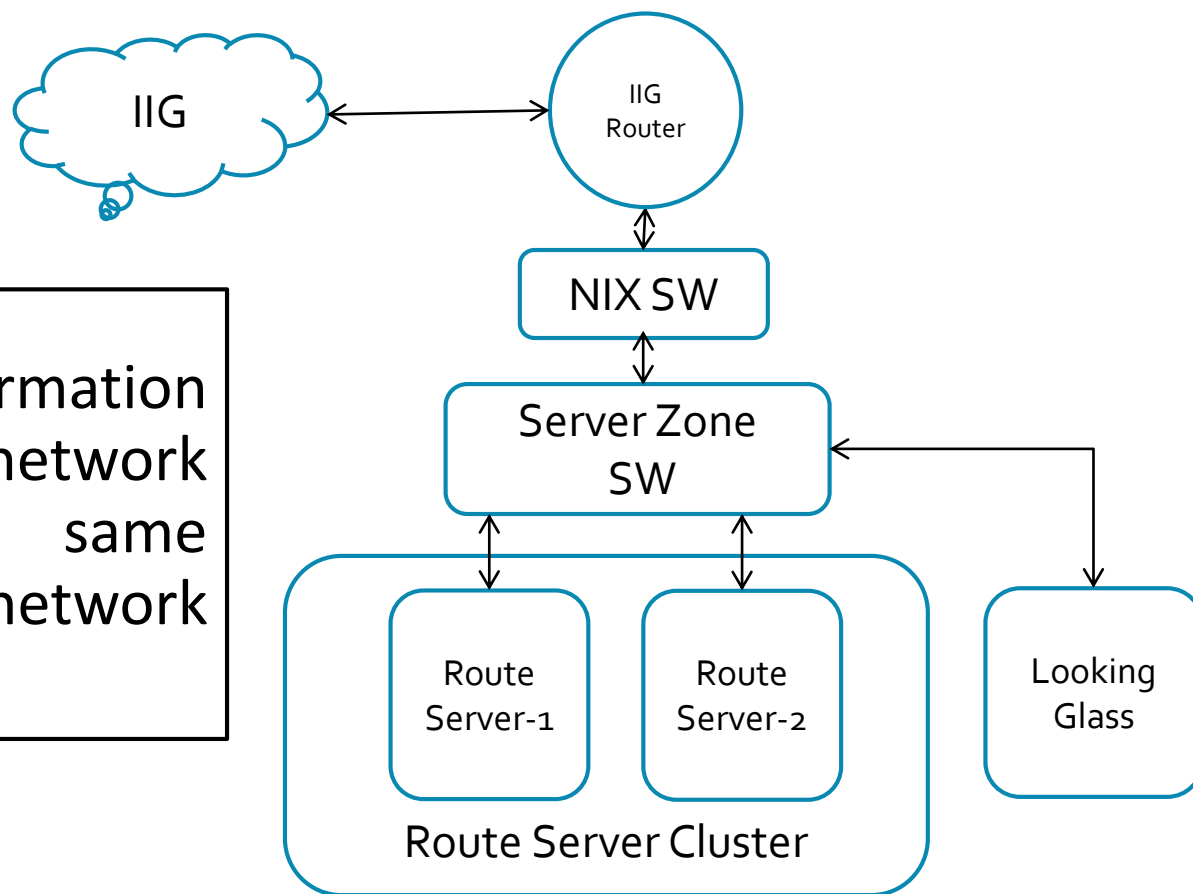 IIG
IIG
Router
NIX SW
network
same
network
Server Zone
SW
Route
Server-1
Route
Server-2
Looking
Glass
Route Server Cluster